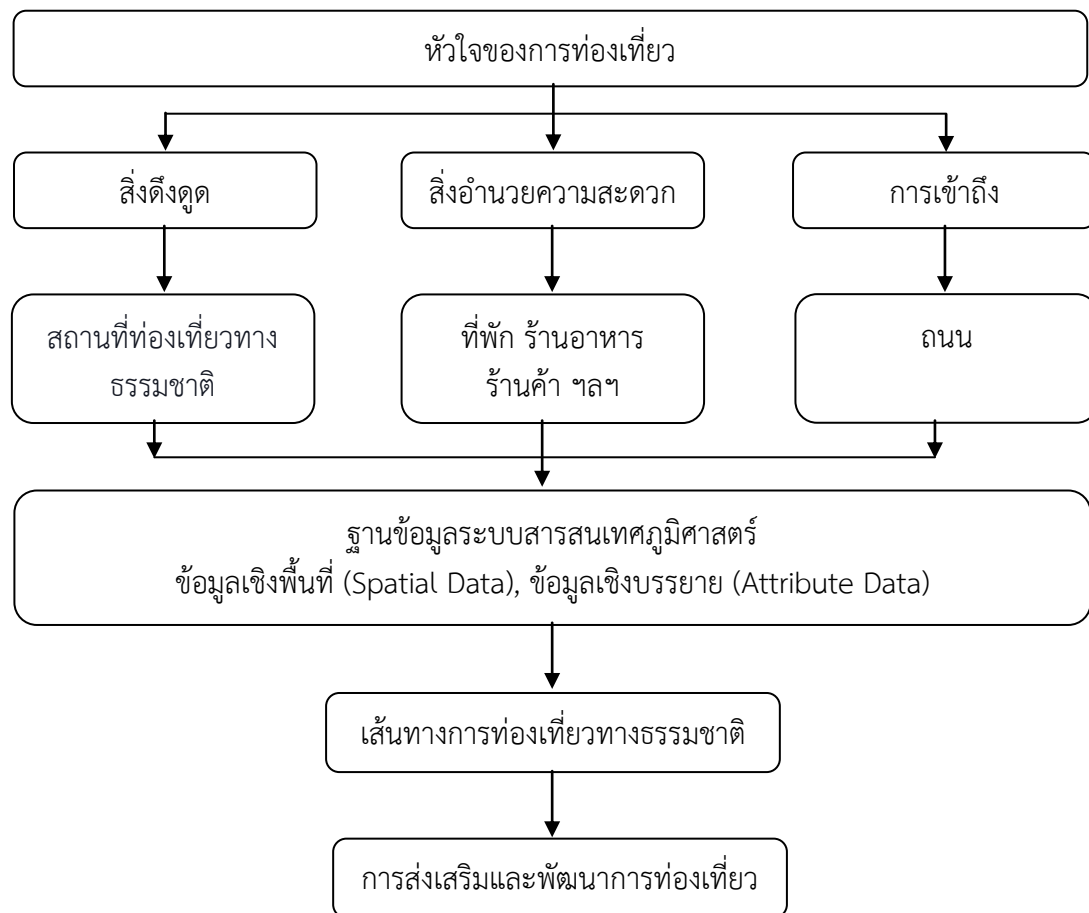 หัวใจของการท่องเที่ยว
สิ่งดึงดูด
สิ่งอำนวยความสะดวก
การเข้าถึง
สถานที่ท่องเที่ยวทาง
ธรรมชาติ
ที่พัก ร้านอาหาร
ร้านค้า ฯลฯ
ถนน
ฐานข้อมูลระบบสารสนเทศภูมิศาสตร์
ข้อมูลเชิงพื้นที่ (Spatial Data), ข้อมูลเชิงบรรยาย (Attribute Data)
เส้นทางการท่องเที่ยวทางธรรมชาติ
การส่งเสริมและพัฒนาการท่องเที่ยว